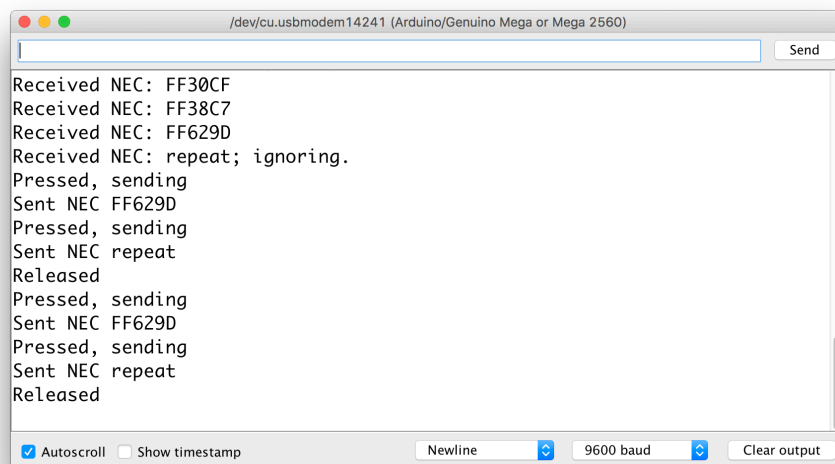 /dev/cu.usbmodem14241 (Arduino/Genuino Mega or Mega 2560)
Send
Received NEC: FF30CF
Received NEC: FF38C7
Received NEC: FF629D
Received NEC: repeat; ignoring.
Pressed, sending
Sent NEC FF629D
Pressed, sending
Sent NEC repeat
Released
Pressed, sending
Sent NEC FF629D
Pressed, sending
Sent NEC repeat
Released
Autoscroll Show timestamp Newline 9600 baud Clear output